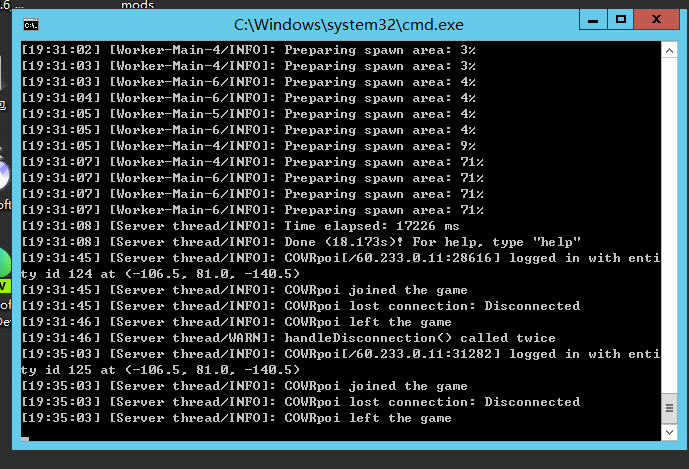 .6_
mods
C:\Windows\system32\cmd.exe
[19:31:02] [Worker-Main-4/INFO]: Preparing spawn area: 3%
[19:31:03] [Worker-Main-4/INFO]: Preparing spawn area: 3%
[19:31:03] [Worker-Main-6/INFO]: Preparing spawn area: 4%
[19:31:04] [Worker-Main-6/INFO]: Preparing spawn area: 4%
[19:31:05] [Worker-Main-5/INFO]: Preparing spawn area: 4%
[19:31:05] [Worker-Main-6/INFO]: Preparing spawn area: 4%
[19:31:05] [Worker-Main-4/INFO]: Preparing spawn area: 9%
[19:31:07] [Worker-Main-4/INFO]: Preparing spawn area: 71%
[19:31:07] [Worker-Main-6/INFO]: Preparing spawn area: 71%
[19:31:07] [Worker-Main-6/INFO]: Preparing spawn area: 71%
[19:31:07] [Worker-Main-6/INFO]: Preparing spawn area: 71%
[19:31:08] [Server thread/INFO]: Time elapsed: 17226 ms
[19:31:08] [Server thread/INFO]: Done (18.173s)! For help, type "help"
[19:31:45] [Server thread/INFO]: COWRpoi[/60.233.0.11:28616] logged in with enti
ty id 124 at (-106.5, 81.0, -140.5)
[19:31:45] [Server thread/INFO]: COWRpoi joined the game
[19:31:45] [Server thread/INFO]: COWRpoi lost connection: Disconnected
[19:31:46] [Server thread/INFO]: COWRpoi left the game
[19:31:46] [Server thread/WARN]: handleDisconnection() called twice
[19:35:03] [Server thread/INFO]: COWRpoi[/60.233.0.11:31282] logged in with enti
ty id 125 at (-106.5, 81.0, -140.5)
[19:35:03] [Server thread/INFO]: COWRpoi joined the game
[19:35:03] [Server thread/INFO]: COWRpoi lost connection: Disconnected
[19:35:03] [Server thread/INFO]: COWRpoi left the game